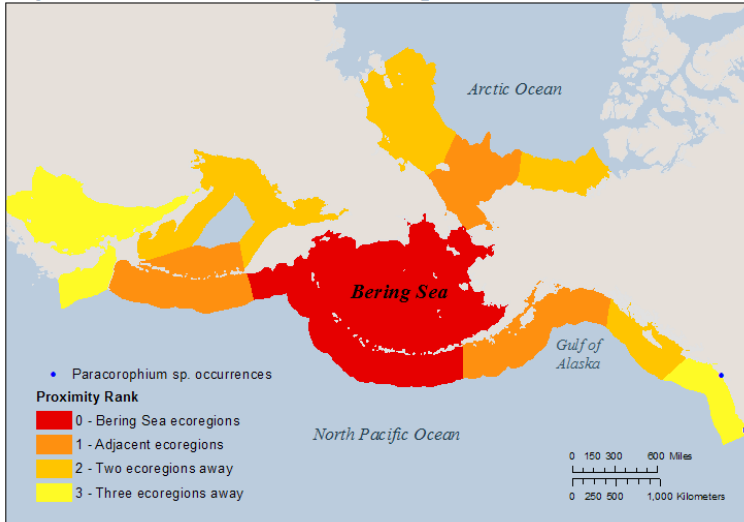 Arctic Ocean
Bering Sea
Gulf of
Alaska
North Pacific Ocean
Paracorophium sp. occurrences
Proximity Rank
0 - Bering Sea ecoregions
1 - Adjacent ecoregions
2 - Two ecoregions away
3 - Three ecoregions away
0 150 300 600 Miles
0 250 500 1,000 Kilometers